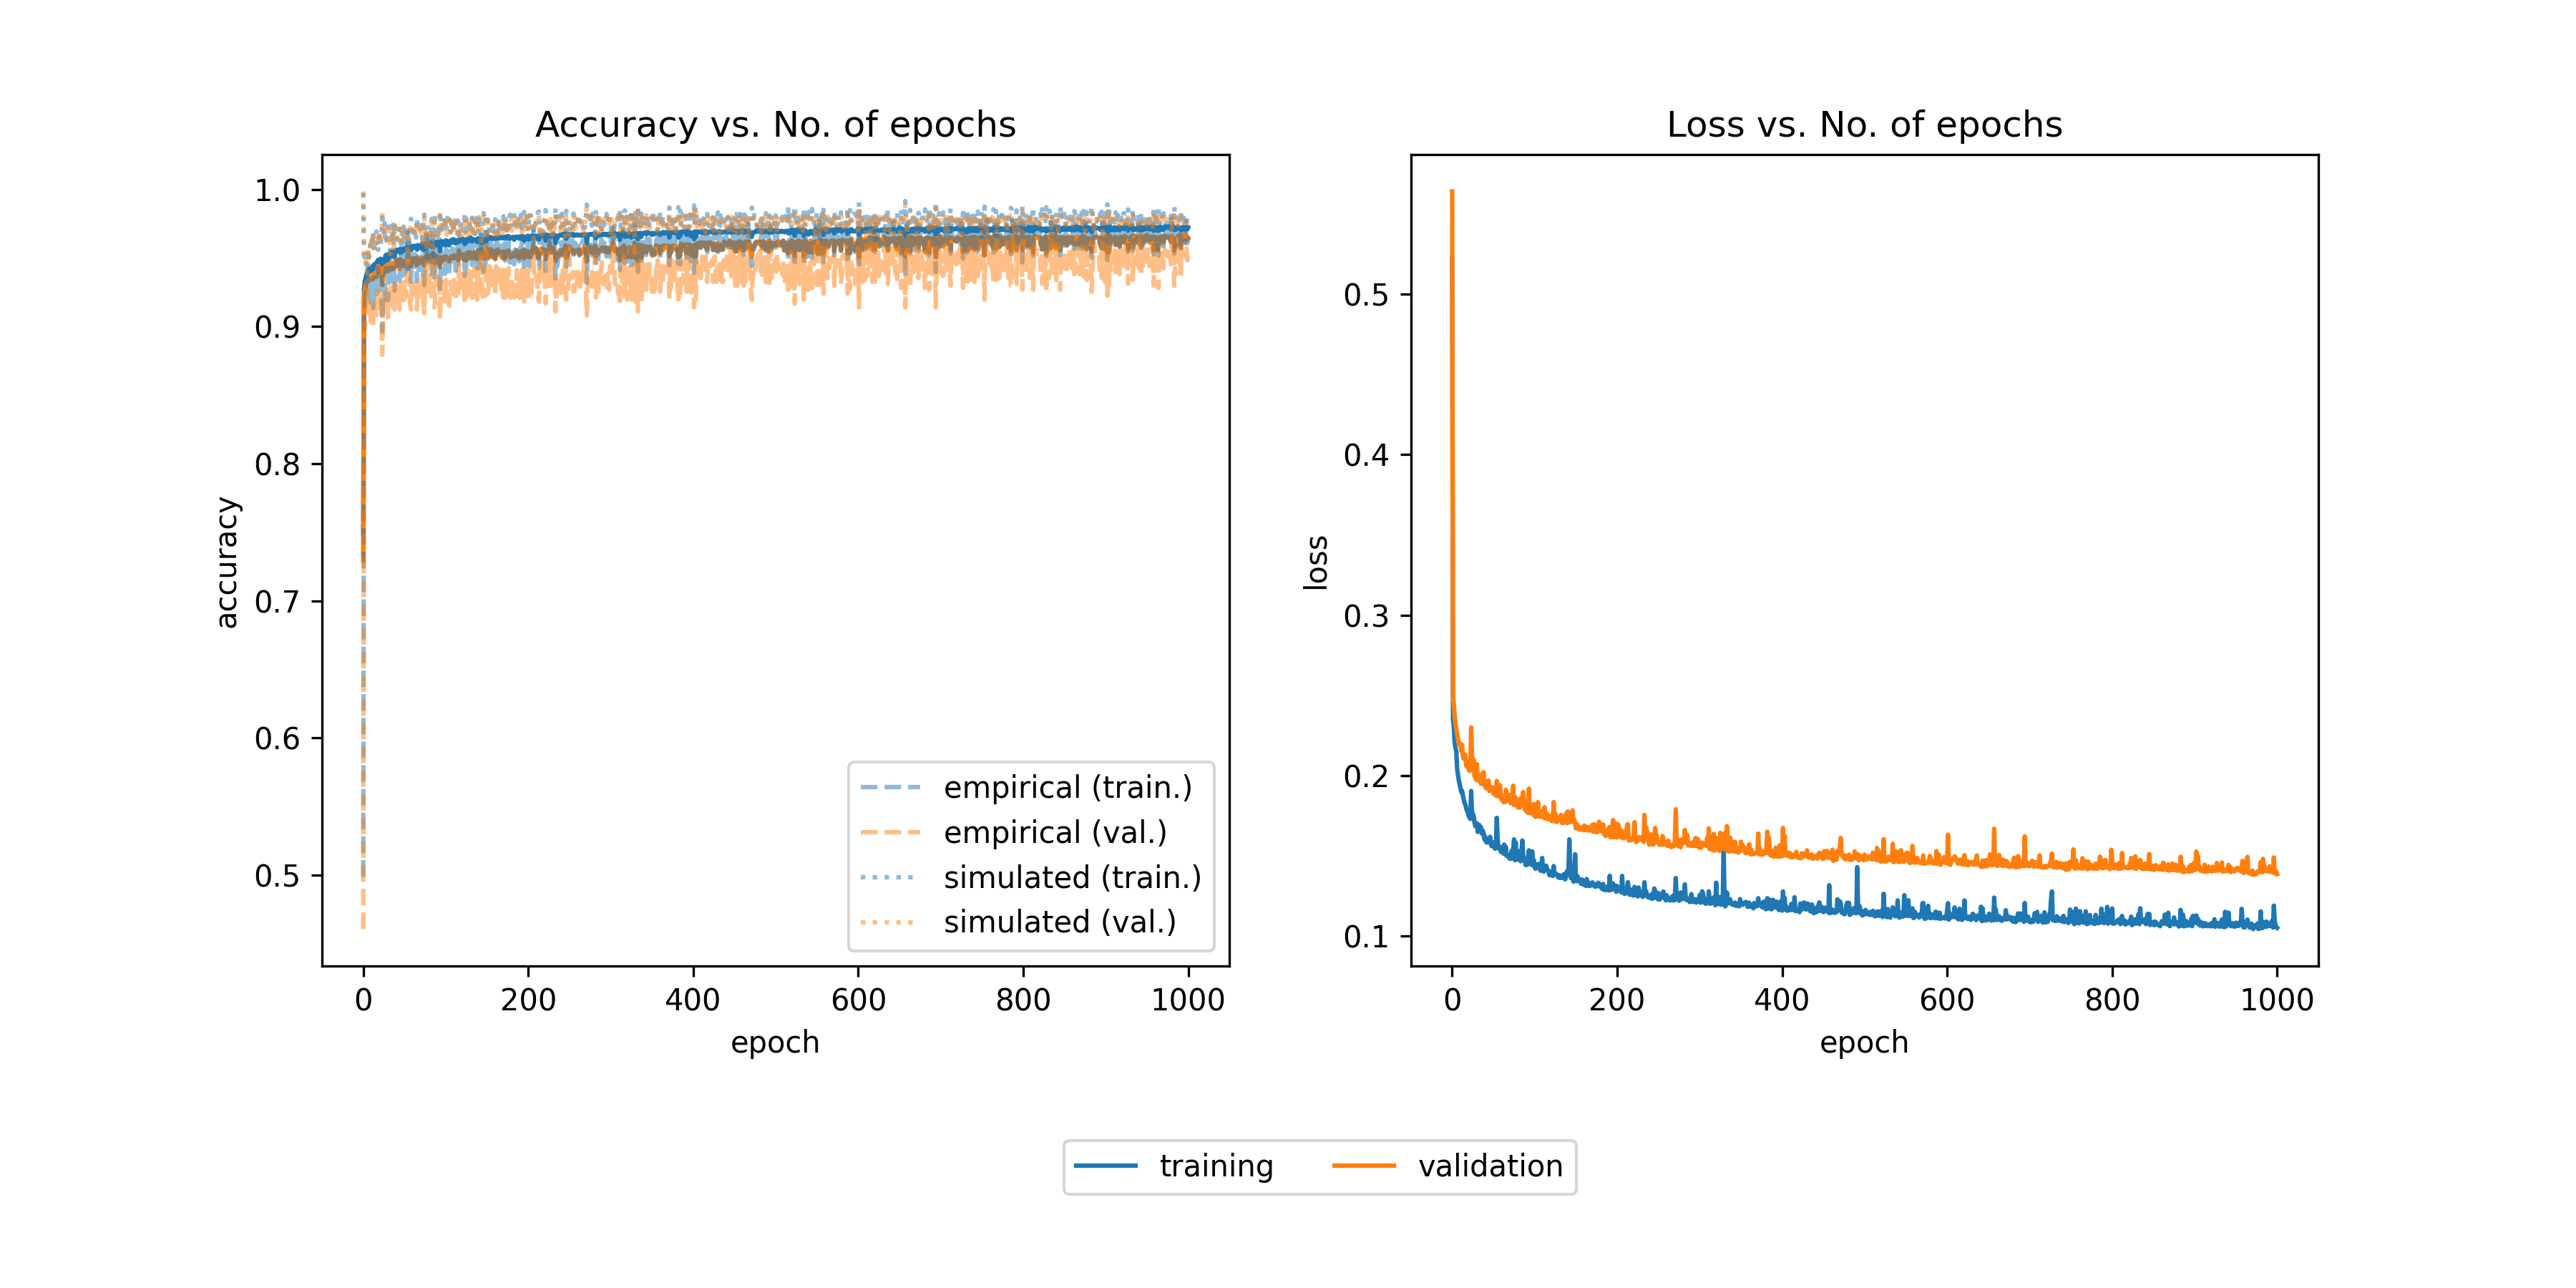 Accuracy vs. No. of epochs
1.0
0.9
0.8
0.7
0.6
0.5
accuracy
0 200 400 600 800 1000
epoch
empirical (train.)
empirical (val.)
simulated (train.)
simulated (val.)
Loss vs. No. of epochs
0.5
0.4
0.3
0.2
0.1
loss
0 200 400 600 800 1000
epoch
training validation